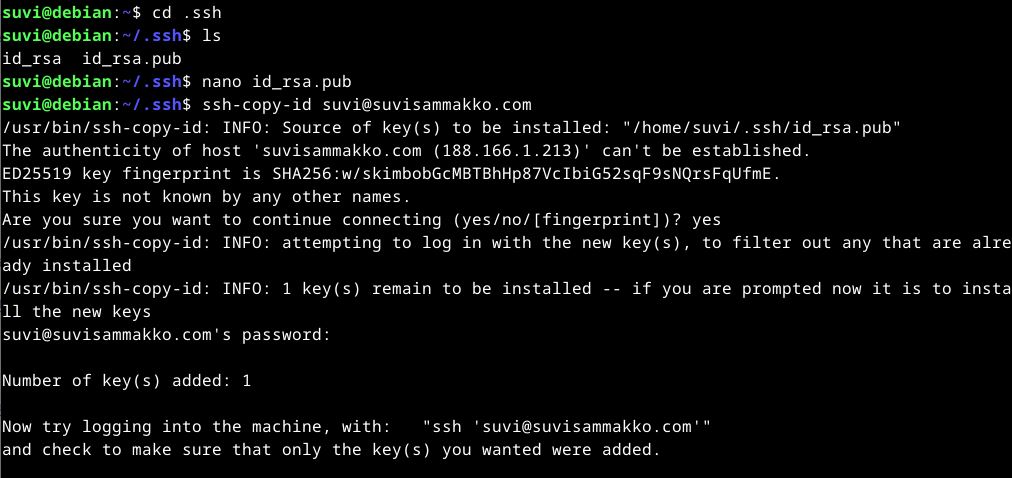 suvi@debian:~$ cd .ssh
suvi@debian:~/.ssh$ ls
id_rsa  id_rsa.pub
suvi@debian:~/.ssh$ nano id_rsa.pub
suvi@debian:~/.ssh$ ssh-copy-id suvi@suvisammakko.com
/usr/bin/ssh-copy-id: INFO: Source of key(s) to be installed: "/home/suvi/.ssh/id_rsa.pub"
The authenticity of host 'suvisammakko.com (188.166.1.213)' can't be established.
ED25519 key fingerprint is SHA256:w/skimbobGcMBTBhHp87VcIbiG52sqF9sNQrsFqUfmE.
This key is not known by any other names.
Are you sure you want to continue connecting (yes/no/[fingerprint])? yes
/usr/bin/ssh-copy-id: INFO: attempting to log in with the new key(s), to filter out any that are alre
ady installed
/usr/bin/ssh-copy-id: INFO: 1 key(s) remain to be installed -- if you are prompted now it is to insta
ll the new keys
suvi@suvisammakko.com's password:
Number of key(s) added: 1
Now try logging into the machine, with:   "ssh 'suvi@suvisammakko.com'"
and check to make sure that only the key(s) you wanted were added.